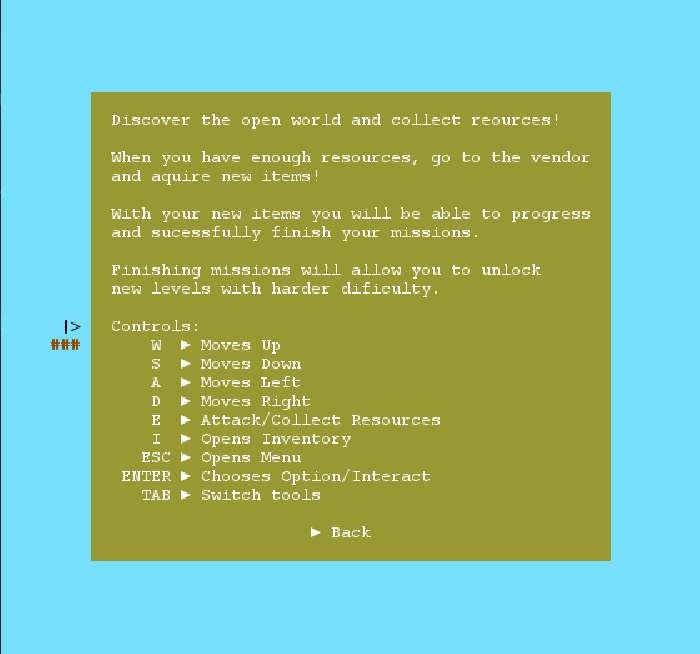 Discover the open world and collect reources!
When you have enough resources, go to the vendor
and aquire new items!
With your new items you will be able to progress
and sucessfully finish your missions.
Finishing missions will allow you to unlock
new levels with harder dificulty.
|> Controls:
### W ► Moves Up
S ► Moves Down
A ► Moves Left
D ► Moves Right
E ► Attack/Collect Resources
I ► Opens Inventory
ESC ► Opens Menu
ENTER ► Chooses Option/Interact
TAB ► Switch tools
► Back